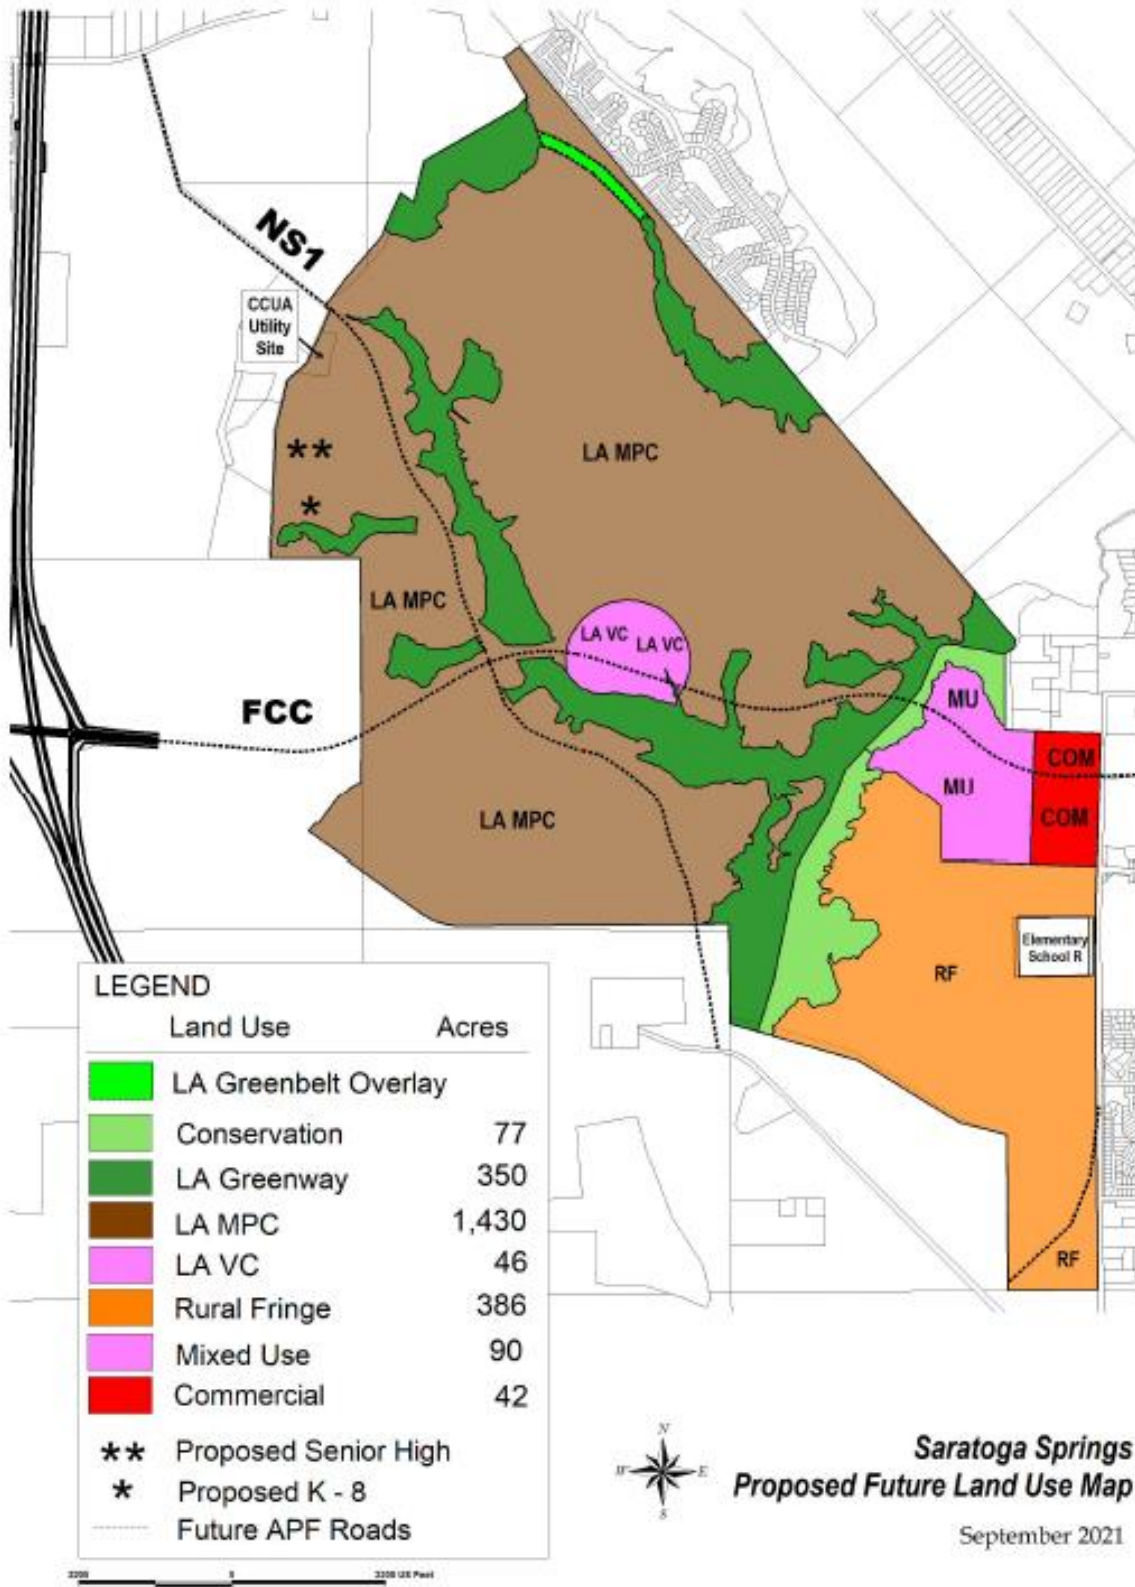 NS1
CCUA
Utility
Site
**
*
LA MPC
LA MPC
LA VC LA VC
FCC
MU
COM
MU
COM
LA MPC
Elementary
School R
RF
RF
LEGEND
Land Use Acres
LA Greenbelt Overlay
Conservation 77
LA Greenway 350
LA MPC 1,430
LA VC 46
Rural Fringe 386
Mixed Use 90
Commercial 42
** Proposed Senior High
* Proposed K - 8
Future APF Roads
N
W E
S
Saratoga Springs
Proposed Future Land Use Map
September 2021